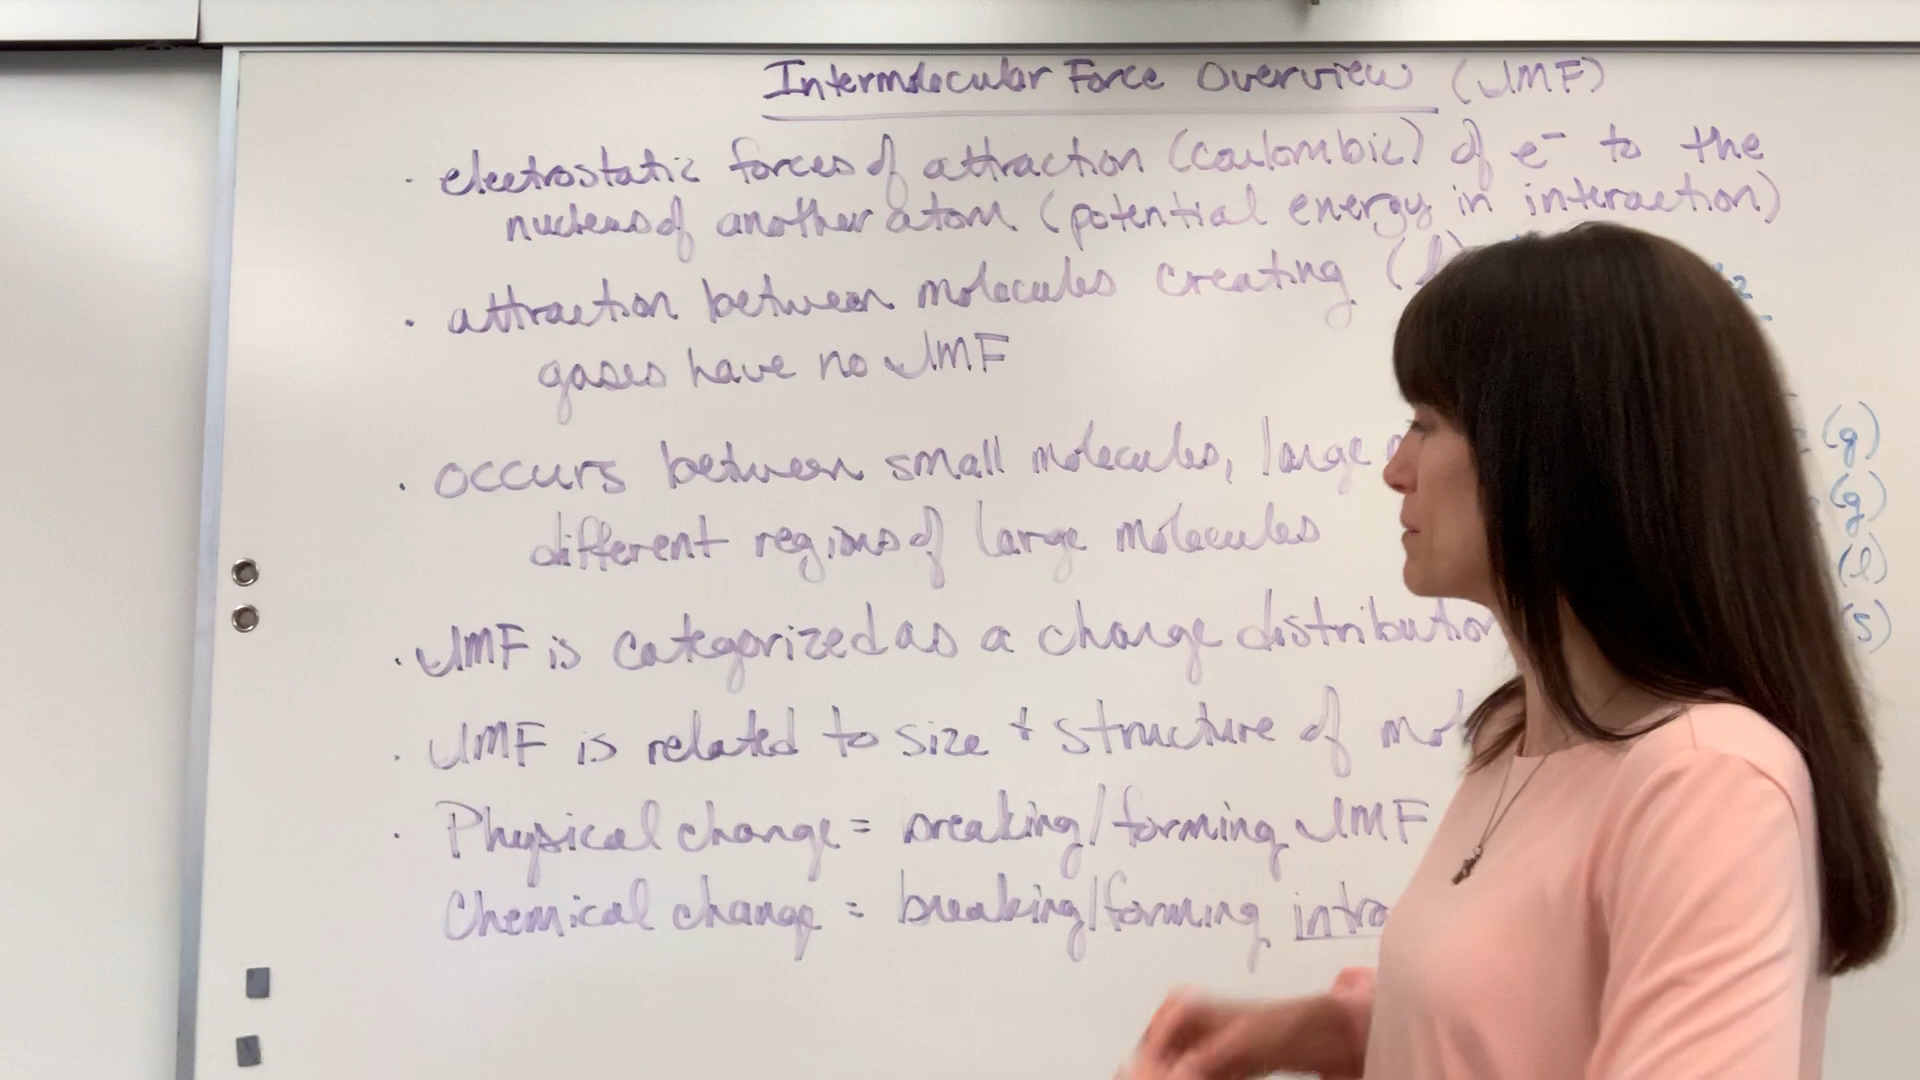 Intermolecular Force Overview (IMF)
· electrostatic forces of attraction (coulombic) of e⁻ to the
nucleus of another atom (potential energy in interaction)
· attraction between molecules creating (l)
gases have no IMF
· occurs between small molecules, large
different regions of large molecules
· IMF is categorized as a charge distribution
· IMF is related to size + structure of
· Physical change = breaking/forming IMF
Chemical change = breaking/forming intra
2
(g)
(g)
(l)
(s)